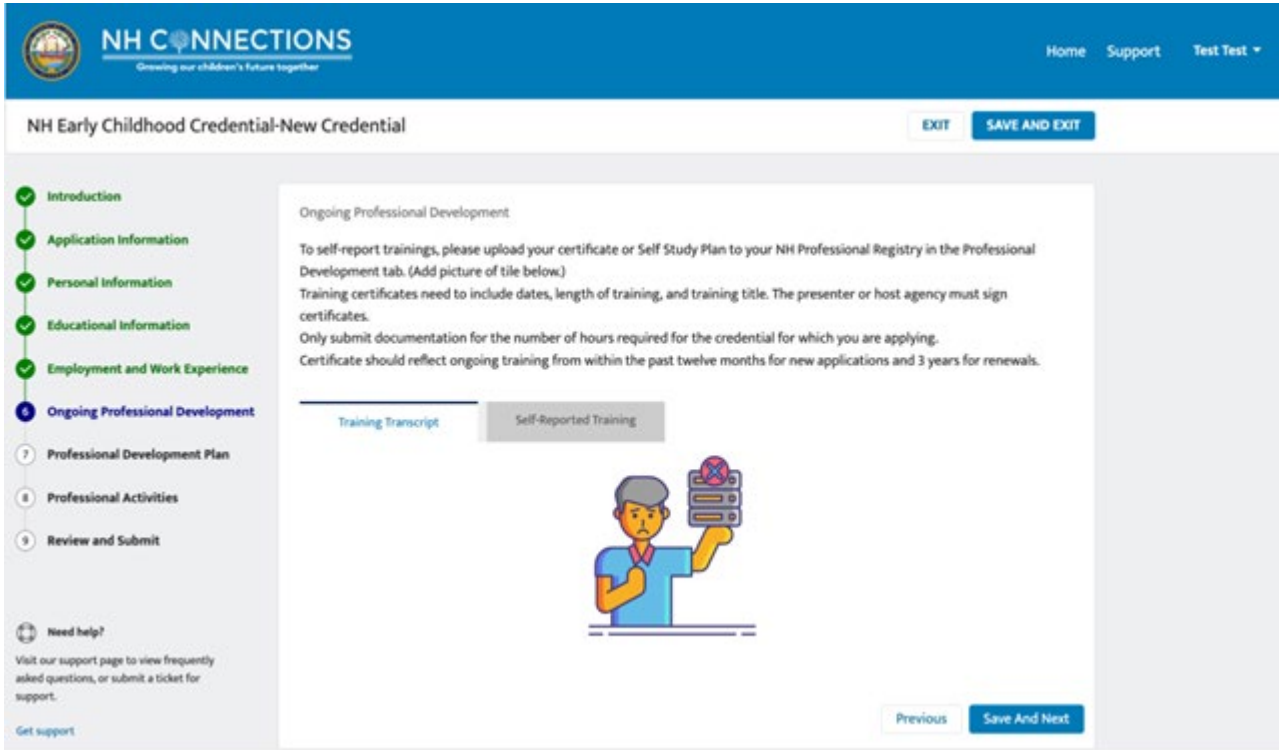 NH CONNECTIONS
Growing our children's future together
Home Support Test Test
NH Early Childhood Credential-New Credential
EXIT SAVE AND EXIT
Introduction
Application Information
Personal Information
Educational Information
Employment and Work Experience
6 Ongoing Professional Development
7 Professional Development Plan
8 Professional Activities
9 Review and Submit
Need help?
Visit our support page to view frequently
asked questions, or submit a ticket for
support.
Get support
Ongoing Professional Development
To self-report trainings, please upload your certificate or Self Study Plan to your NH Professional Registry in the Professional
Development tab. (Add picture of tile below.)
Training certificates need to include dates, length of training, and training title. The presenter or host agency must sign
certificates.
Only submit documentation for the number of hours required for the credential for which you are applying.
Certificate should reflect ongoing training from within the past twelve months for new applications and 3 years for renewals.
Training Transcript Self-Reported Training
Previous Save And Next